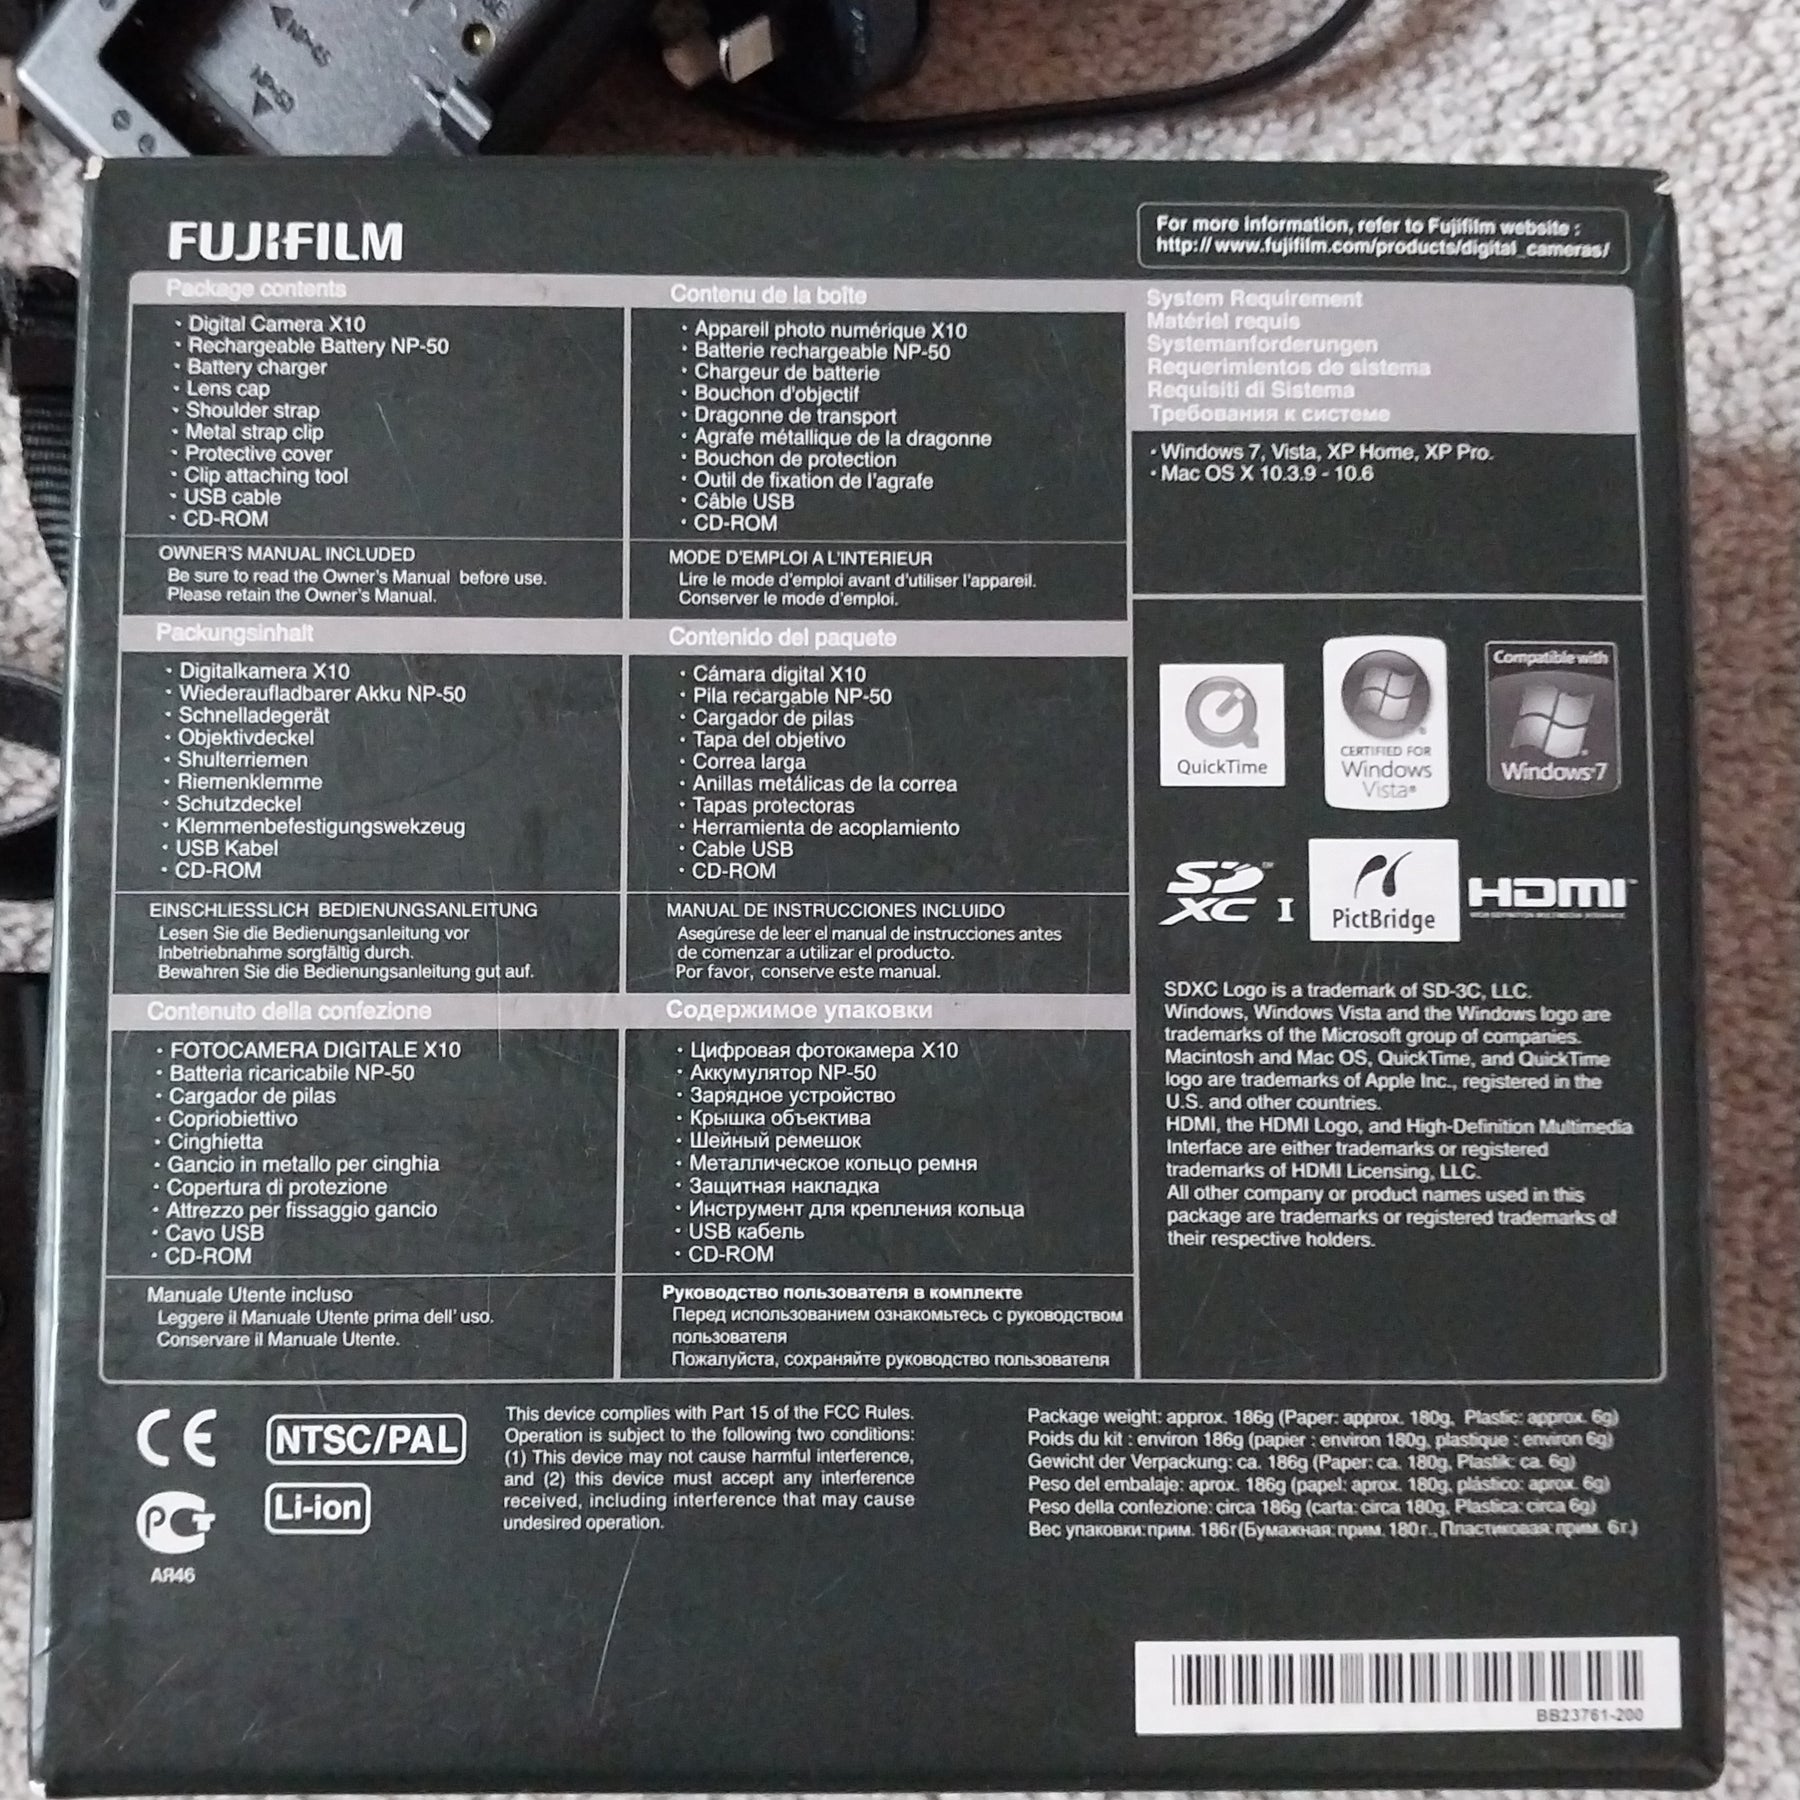 NP-45
NP-50
FUJIFILM
For more information, refer to Fujifilm website :
http://www.fujifilm.com/products/digital_cameras/
Package contents
• Digital Camera X10
• Rechargeable Battery NP-50
• Battery charger
• Lens cap
• Shoulder strap
• Metal strap clip
• Protective cover
• Clip attaching tool
• USB cable
• CD-ROM
OWNER'S MANUAL INCLUDED
Be sure to read the Owner's Manual before use.
Please retain the Owner's Manual.
Contenu de la boîte
• Appareil photo numérique X10
• Batterie rechargeable NP-50
• Chargeur de batterie
• Bouchon d'objectif
• Dragonne de transport
• Agrafe métallique de la dragonne
• Bouchon de protection
• Outil de fixation de l'agrafe
• Câble USB
• CD-ROM
MODE D'EMPLOI A L'INTERIEUR
Lire le mode d'emploi avant d'utiliser l'appareil.
Conserver le mode d'emploi.
System Requirement
Matériel requis
Systemanforderungen
Requerimientos de sistema
Requisiti di Sistema
Требования к системе
• Windows 7, Vista, XP Home, XP Pro.
• Mac OS X 10.3.9 - 10.6
Packungsinhalt
• Digitalkamera X10
• Wiederaufladbarer Akku NP-50
• Schnelladegerät
• Objektivdeckel
• Shulterriemen
• Riemenklemme
• Schutzdeckel
• Klemmenbefestigungswekzeug
• USB Kabel
• CD-ROM
EINSCHLIESSLICH BEDIENUNGSANLEITUNG
Lesen Sie die Bedienungsanleitung vor
Inbetriebnahme sorgfältig durch.
Bewahren Sie die Bedienungsanleitung gut auf.
Contenido del paquete
• Cámara digital X10
• Pila recargable NP-50
• Cargador de pilas
• Tapa del objetivo
• Correa larga
• Anillas metálicas de la correa
• Tapas protectoras
• Herramienta de acoplamiento
• Cable USB
• CD-ROM
MANUAL DE INSTRUCCIONES INCLUIDO
Asegúrese de leer el manual de instrucciones antes
de comenzar a utilizar el producto.
Por favor, conserve este manual.
QuickTime
CERTIFIED FOR
Windows
Vista®
Compatible with
Windows 7
SD
XC I
PictBridge
HDMI™
HIGH-DEFINITION MULTIMEDIA INTERFACE
SDXC Logo is a trademark of SD-3C, LLC.
Windows, Windows Vista and the Windows logo are
trademarks of the Microsoft group of companies.
Macintosh and Mac OS, QuickTime, and QuickTime
logo are trademarks of Apple Inc., registered in the
U.S. and other countries.
HDMI, the HDMI Logo, and High-Definition Multimedia
Interface are either trademarks or registered
trademarks of HDMI Licensing, LLC.
All other company or product names used in this
package are trademarks or registered trademarks of
their respective holders.
Contenuto della confezione
• FOTOCAMERA DIGITALE X10
• Batteria ricaricabile NP-50
• Cargador de pilas
• Copriobiettivo
• Cinghietta
• Gancio in metallo per cinghia
• Copertura di protezione
• Attrezzo per fissaggio gancio
• Cavo USB
• CD-ROM
Manuale Utente incluso
Leggere il Manuale Utente prima dell' uso.
Conservare il Manuale Utente.
Содержимое упаковки
• Цифровая фотокамера X10
• Аккумулятор NP-50
• Зарядное устройство
• Крышка объектива
• Шейный ремешок
• Металлическое кольцо ремня
• Защитная накладка
• Инструмент для крепления кольца
• USB кабель
• CD-ROM
Руководство пользователя в комплекте
Перед использованием ознакомьтесь с руководством
пользователя
Пожалуйста, сохраняйте руководство пользователя
CE
NTSC/PAL
Li-ion
РСТ
АЯ46
This device complies with Part 15 of the FCC Rules.
Operation is subject to the following two conditions:
(1) This device may not cause harmful interference,
and (2) this device must accept any interference
received, including interference that may cause
undesired operation.
Package weight: approx. 186g (Paper: approx. 180g, Plastic: approx. 6g)
Poids du kit : environ 186g (papier : environ 180g, plastique : environ 6g)
Gewicht der Verpackung: ca. 186g (Paper: ca. 180g, Plastik: ca. 6g)
Peso del embalaje: aprox. 186g (papel: aprox. 180g, plástico: aprox. 6g)
Peso della confezione: circa 186g (carta: circa 180g, Plastica: circa 6g)
Вес упаковки: прим. 186г (Бумажная: прим. 180г., Пластиковая: прим. 6г.)
BB23761-200